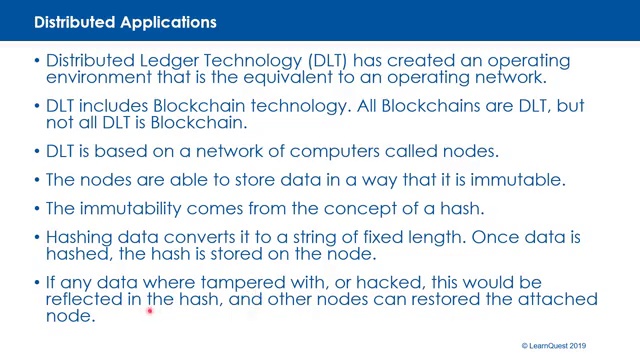 Distributed Applications
• Distributed Ledger Technology (DLT) has created an operating
environment that is the equivalent to an operating network.
• DLT includes Blockchain technology. All Blockchains are DLT, but
not all DLT is Blockchain.
• DLT is based on a network of computers called nodes.
• The nodes are able to store data in a way that it is immutable.
• The immutability comes from the concept of a hash.
• Hashing data converts it to a string of fixed length. Once data is
hashed, the hash is stored on the node.
• If any data where tampered with, or hacked, this would be
reflected in the hash, and other nodes can restored the attached
node.
© LearnQuest 2019